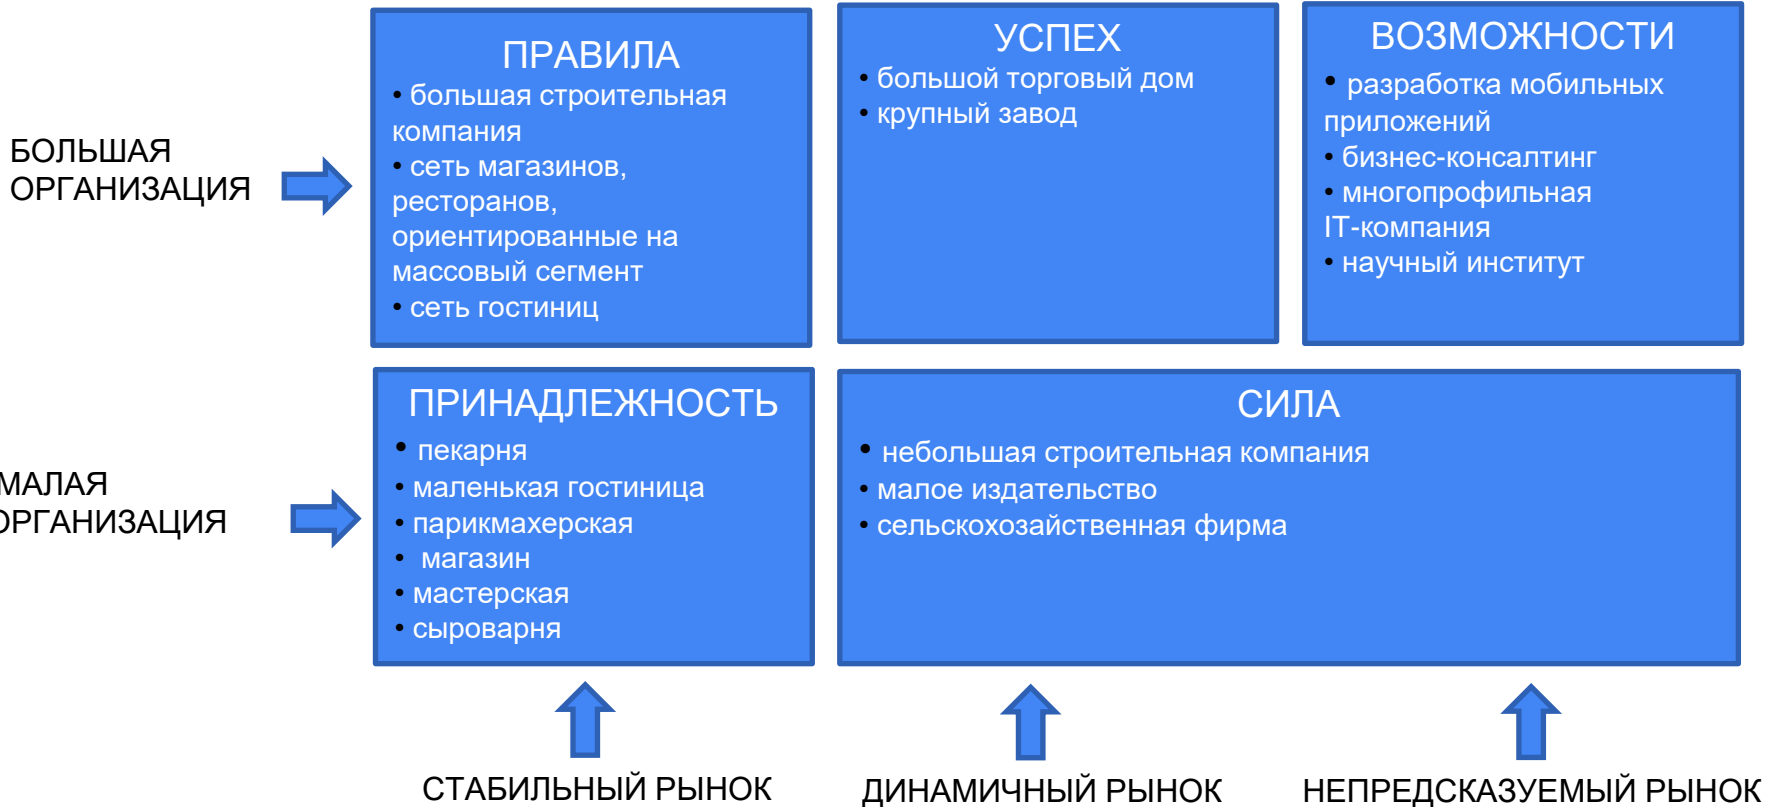 БОЛЬШАЯ
ОРГАНИЗАЦИЯ
ПРАВИЛА
• большая строительная
компания
• сеть магазинов,
ресторанов,
ориентированные на
массовый сегмент
• сеть гостиниц
УСПЕХ
• большой торговый дом
• крупный завод
ВОЗМОЖНОСТИ
• разработка мобильных
приложений
• бизнес-консалтинг
• многопрофильная
IT-компания
• научный институт
МАЛАЯ
ОРГАНИЗАЦИЯ
ПРИНАДЛЕЖНОСТЬ
• пекарня
• маленькая гостиница
• парикмахерская
• магазин
• мастерская
• сыроварня
СИЛА
• небольшая строительная компания
• малое издательство
• сельскохозяйственная фирма
СТАБИЛЬНЫЙ РЫНОК
ДИНАМИЧНЫЙ РЫНОК
НЕПРЕДСКАЗУЕМЫЙ РЫНОК